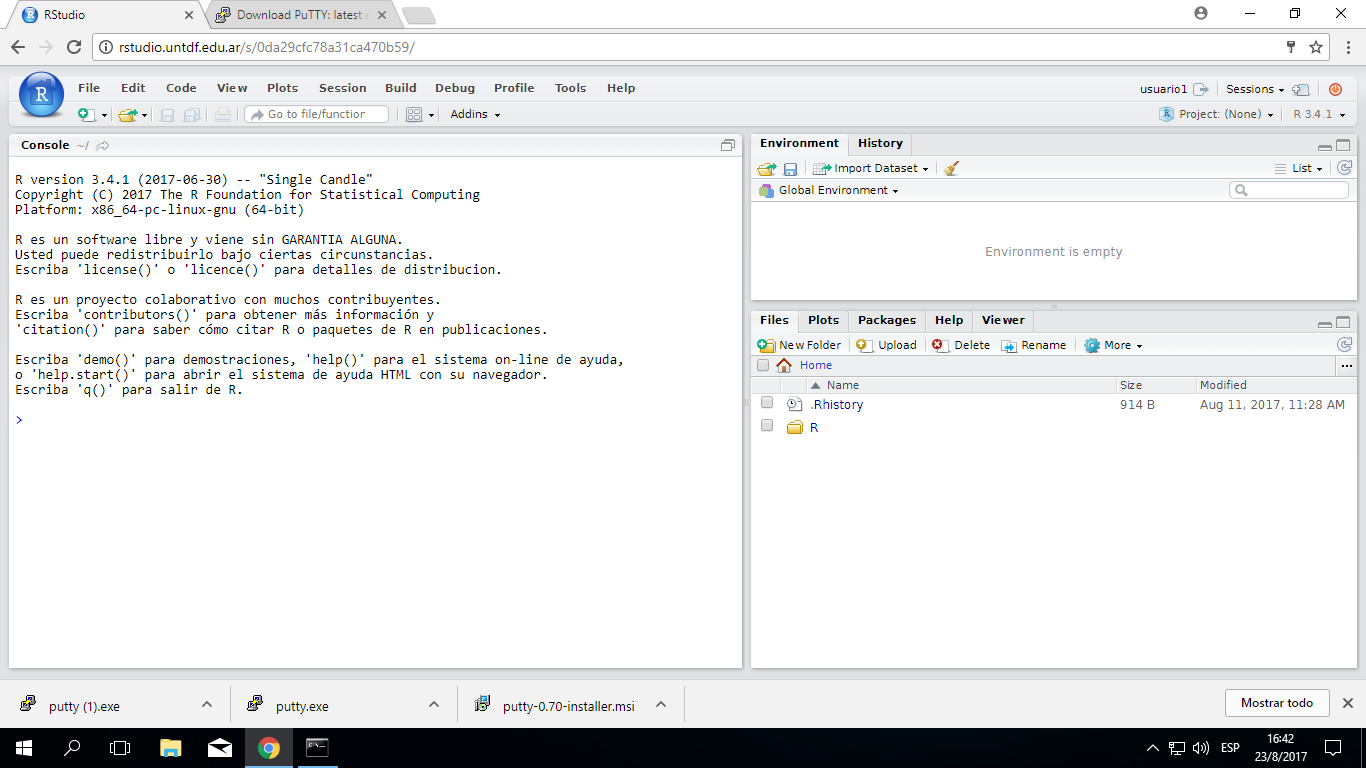 RStudio
Download PuTTY: latest
rstudio.untdf.edu.ar/s/0da29cfc78a31ca470b59/
R
File Edit Code View Plots Session Build Debug Profile Tools Help
usuario1 Sessions
Go to file/function
Addins
Project: (None) R 3.4.1
Console ~/
R version 3.4.1 (2017-06-30) -- "Single Candle"
Copyright (C) 2017 The R Foundation for Statistical Computing
Platform: x86_64-pc-linux-gnu (64-bit)
R es un software libre y viene sin GARANTIA ALGUNA.
Usted puede redistribuirlo bajo ciertas circunstancias.
Escriba 'license()' o 'licence()' para detalles de distribucion.
R es un proyecto colaborativo con muchos contribuyentes.
Escriba 'contributors()' para obtener más información y
'citation()' para saber cómo citar R o paquetes de R en publicaciones.
Escriba 'demo()' para demostraciones, 'help()' para el sistema on-line de ayuda,
o 'help.start()' para abrir el sistema de ayuda HTML con su navegador.
Escriba 'q()' para salir de R.
>
Environment History
Import Dataset List
Global Environment
Environment is empty
Files Plots Packages Help Viewer
New Folder Upload Delete Rename More
Home ...
Name Size Modified
.Rhistory 914 B Aug 11, 2017, 11:28 AM
R
putty (1).exe putty.exe putty-0.70-installer.msi Mostrar todo
ESP
16:42
23/8/2017